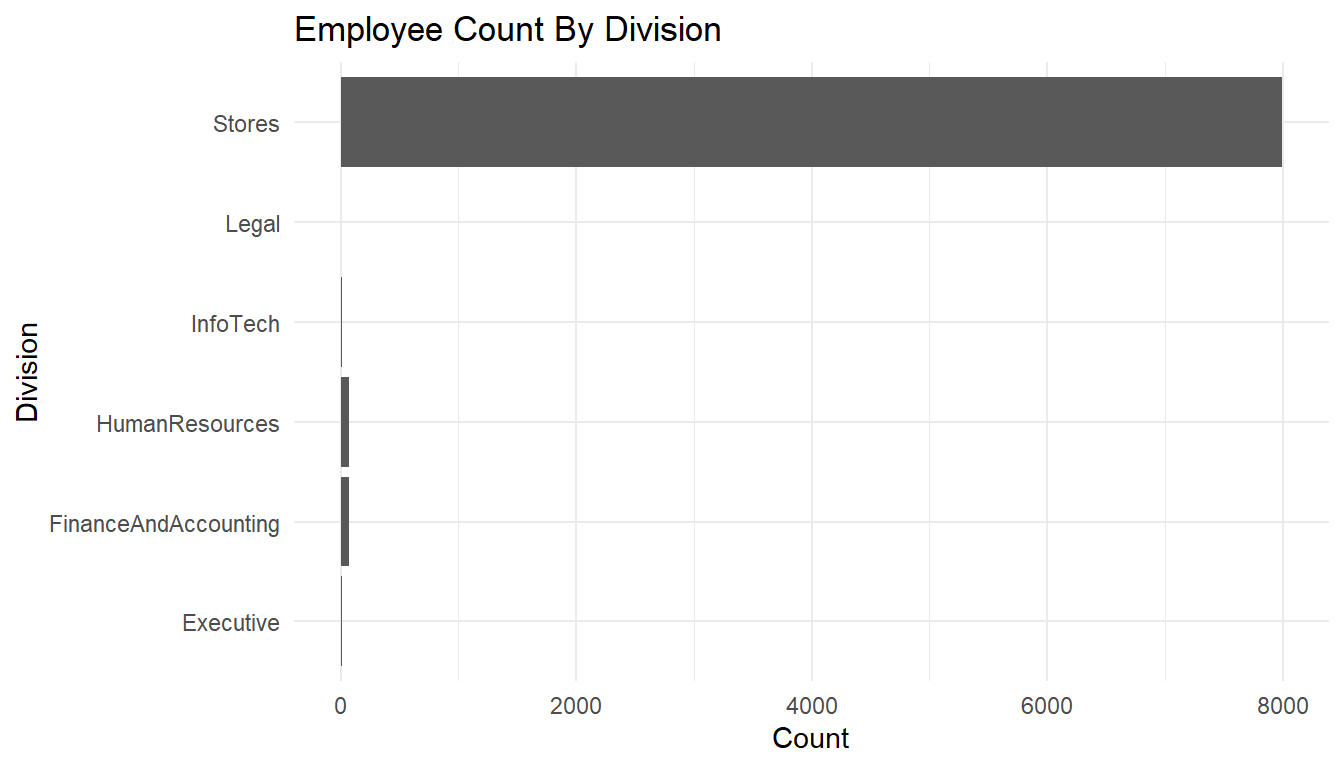 Employee Count By Division
Division
Stores
Legal
InfoTech
HumanResources
FinanceAndAccounting
Executive
0 2000 4000 6000 8000
Count